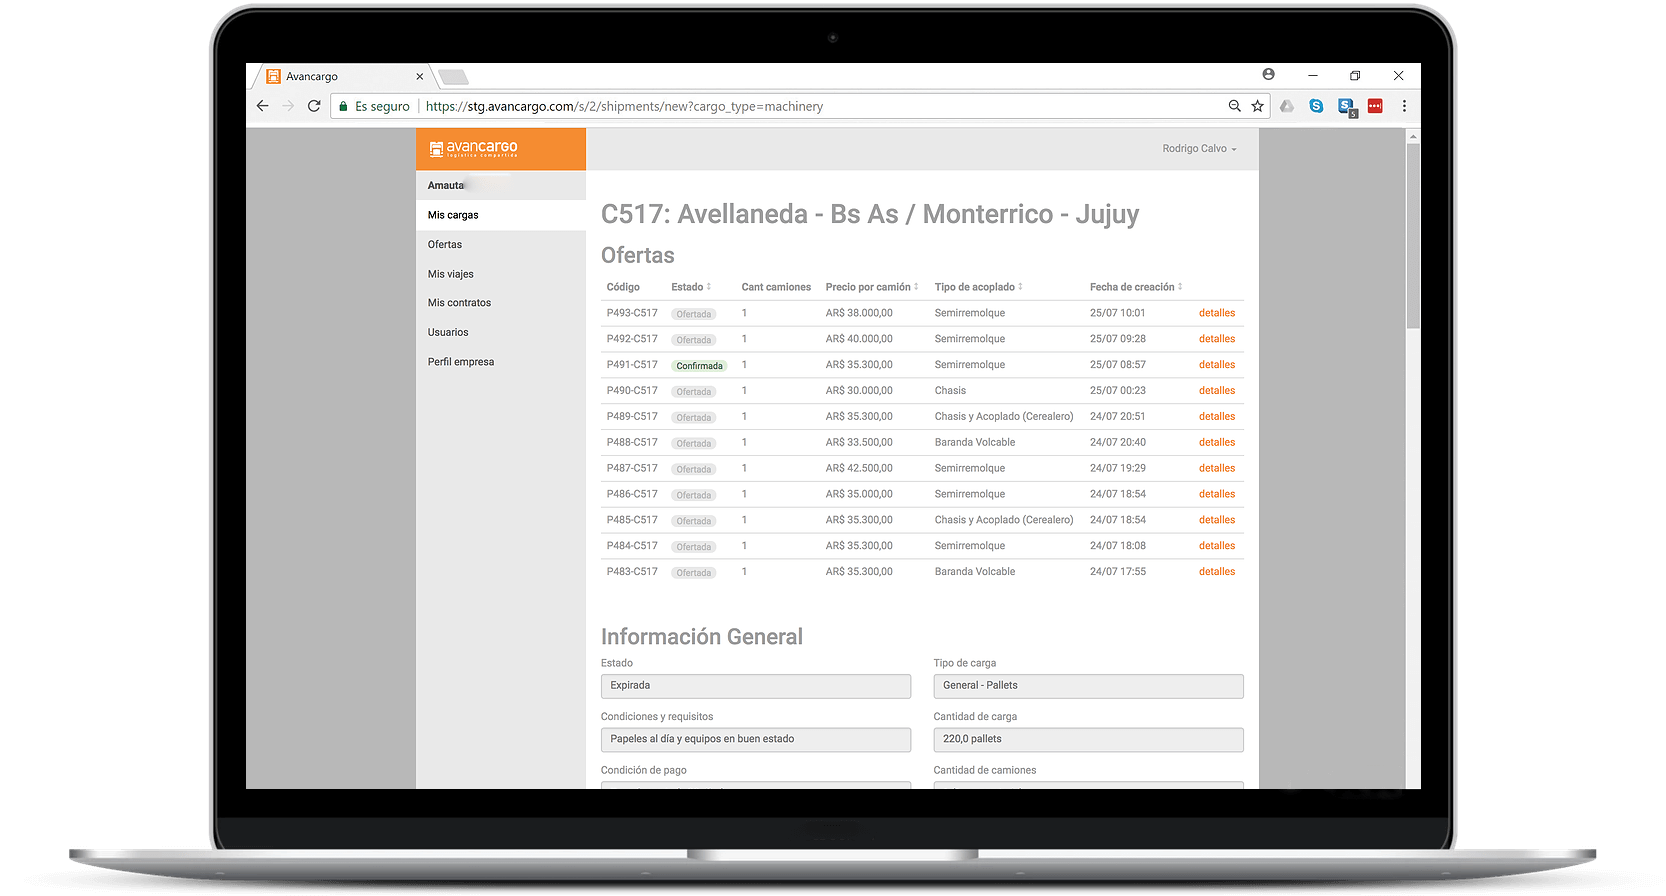 Avancargo
Es seguro https://stg.avancargo.com/s/2/shipments/new?cargo_type=machinery
5
avancargo
logística compartida
Rodrigo Calvo
Amauta
Mis cargas
Ofertas
Mis viajes
Mis contratos
Usuarios
Perfil empresa
C517: Avellaneda - Bs As / Monterrico - Jujuy
Ofertas
Código Estado Cant camiones Precio por camión Tipo de acoplado Fecha de creación
P493-C517 Ofertada 1 AR$ 38.000,00 Semirremolque 25/07 10:01 detalles
P492-C517 Ofertada 1 AR$ 40.000,00 Semirremolque 25/07 09:28 detalles
P491-C517 Confirmada 1 AR$ 35.300,00 Semirremolque 25/07 08:57 detalles
P490-C517 Ofertada 1 AR$ 30.000,00 Chasis 25/07 00:23 detalles
P489-C517 Ofertada 1 AR$ 35.300,00 Chasis y Acoplado (Cerealero) 24/07 20:51 detalles
P488-C517 Ofertada 1 AR$ 33.500,00 Baranda Volcable 24/07 20:40 detalles
P487-C517 Ofertada 1 AR$ 42.500,00 Semirremolque 24/07 19:29 detalles
P486-C517 Ofertada 1 AR$ 35.000,00 Semirremolque 24/07 18:54 detalles
P485-C517 Ofertada 1 AR$ 35.300,00 Chasis y Acoplado (Cerealero) 24/07 18:54 detalles
P484-C517 Ofertada 1 AR$ 35.300,00 Semirremolque 24/07 18:08 detalles
P483-C517 Ofertada 1 AR$ 35.300,00 Baranda Volcable 24/07 17:55 detalles
Información General
Estado Tipo de carga
Expirada General - Pallets
Condiciones y requisitos Cantidad de carga
Papeles al día y equipos en buen estado 220,0 pallets
Condición de pago Cantidad de camiones